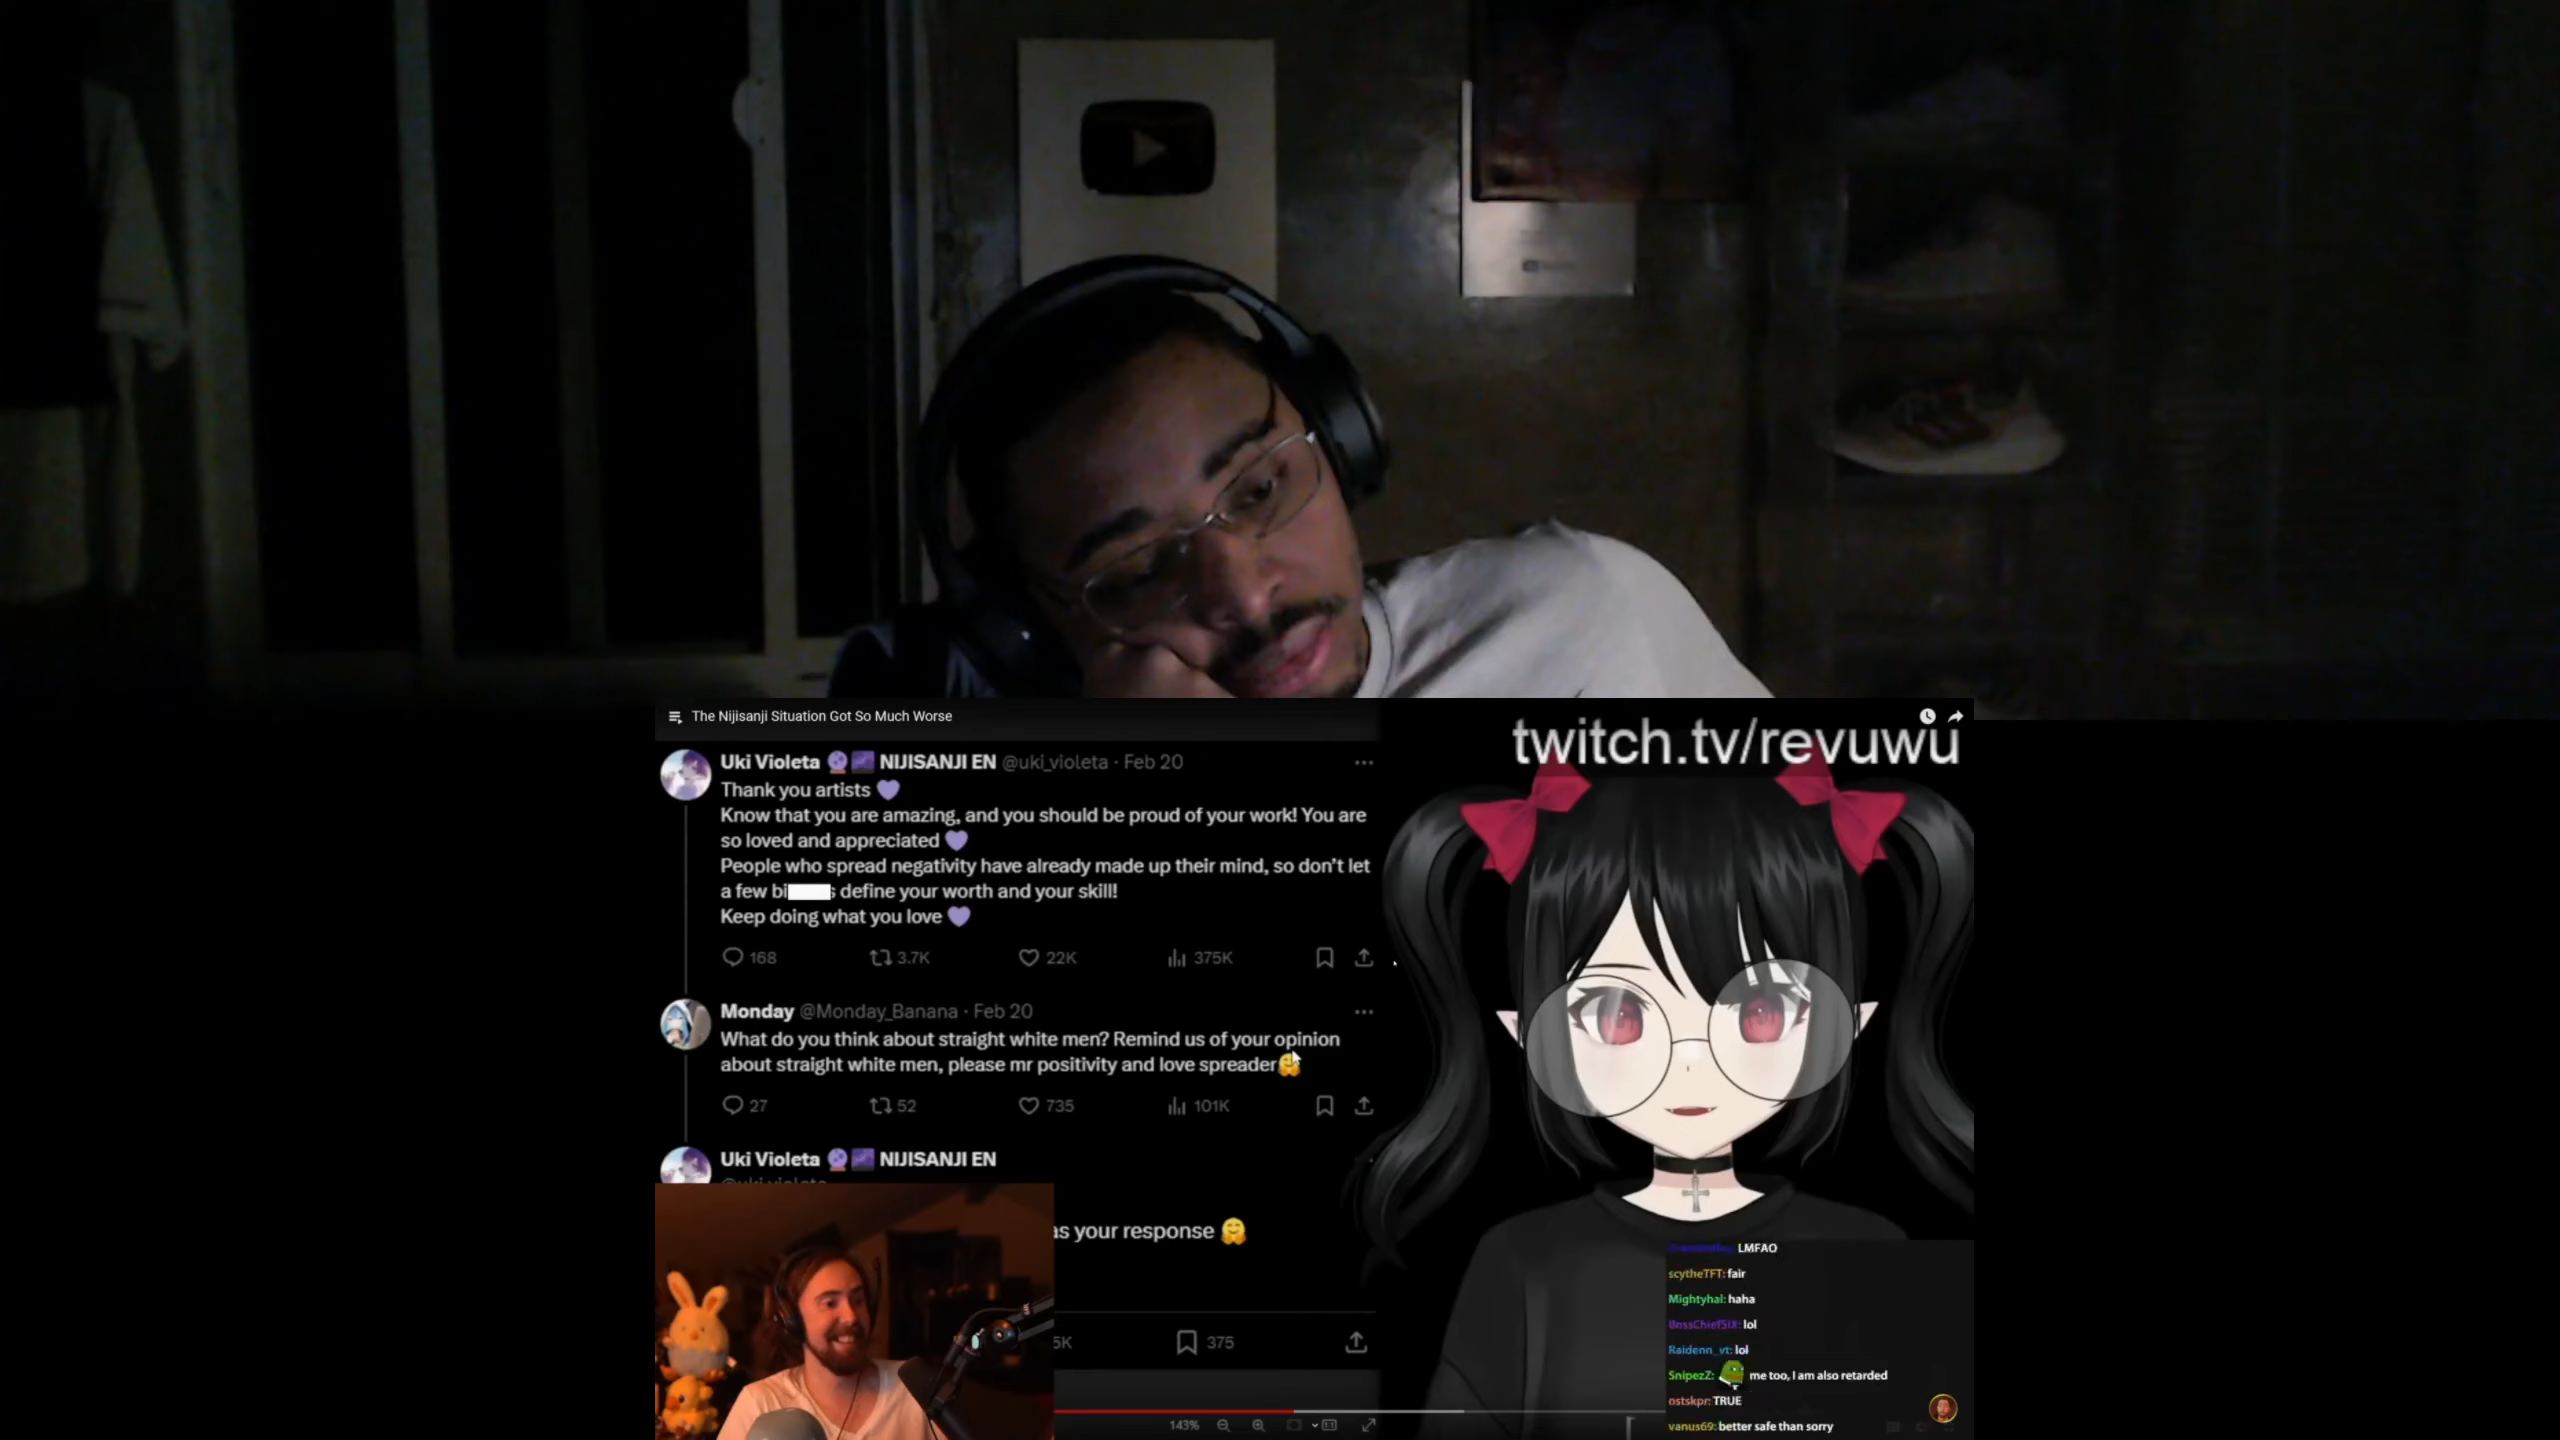 The Nijisanji Situation Got So Much Worse
twitch.tv/revuwu
Uki Violeta NIJISANJI EN @uki_violeta · Feb 20
Thank you artists 💜
Know that you are amazing, and you should be proud of your work! You are
so loved and appreciated 💜
People who spread negativity have already made up their mind, so don't let
a few bi s define your worth and your skill!
Keep doing what you love 💜
168 3.7K 22K 375K
Monday @Monday_Banana · Feb 20
What do you think about straight white men? Remind us of your opinion
about straight white men, please mr positivity and love spreader🤗
27 52 735 101K
Uki Violeta NIJISANJI EN
@uki_violeta
as your response 🤗
5K 375
143%
LMFAO
scytheTFT: fair
Mightyhal: haha
BossChiefSIX: lol
Raidenn_vt: lol
SnipezZ: me too, I am also retarded
ostskpr: TRUE
vanus69: better safe than sorry